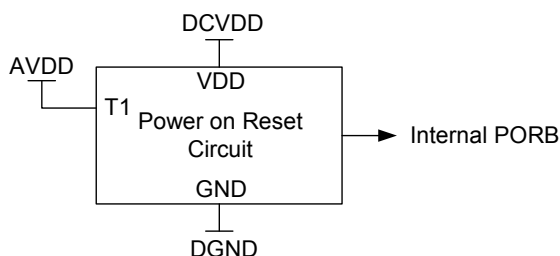 DCVDD
AVDD
VDD
T1
Power on Reset
Circuit
Internal PORB
GND
DGND